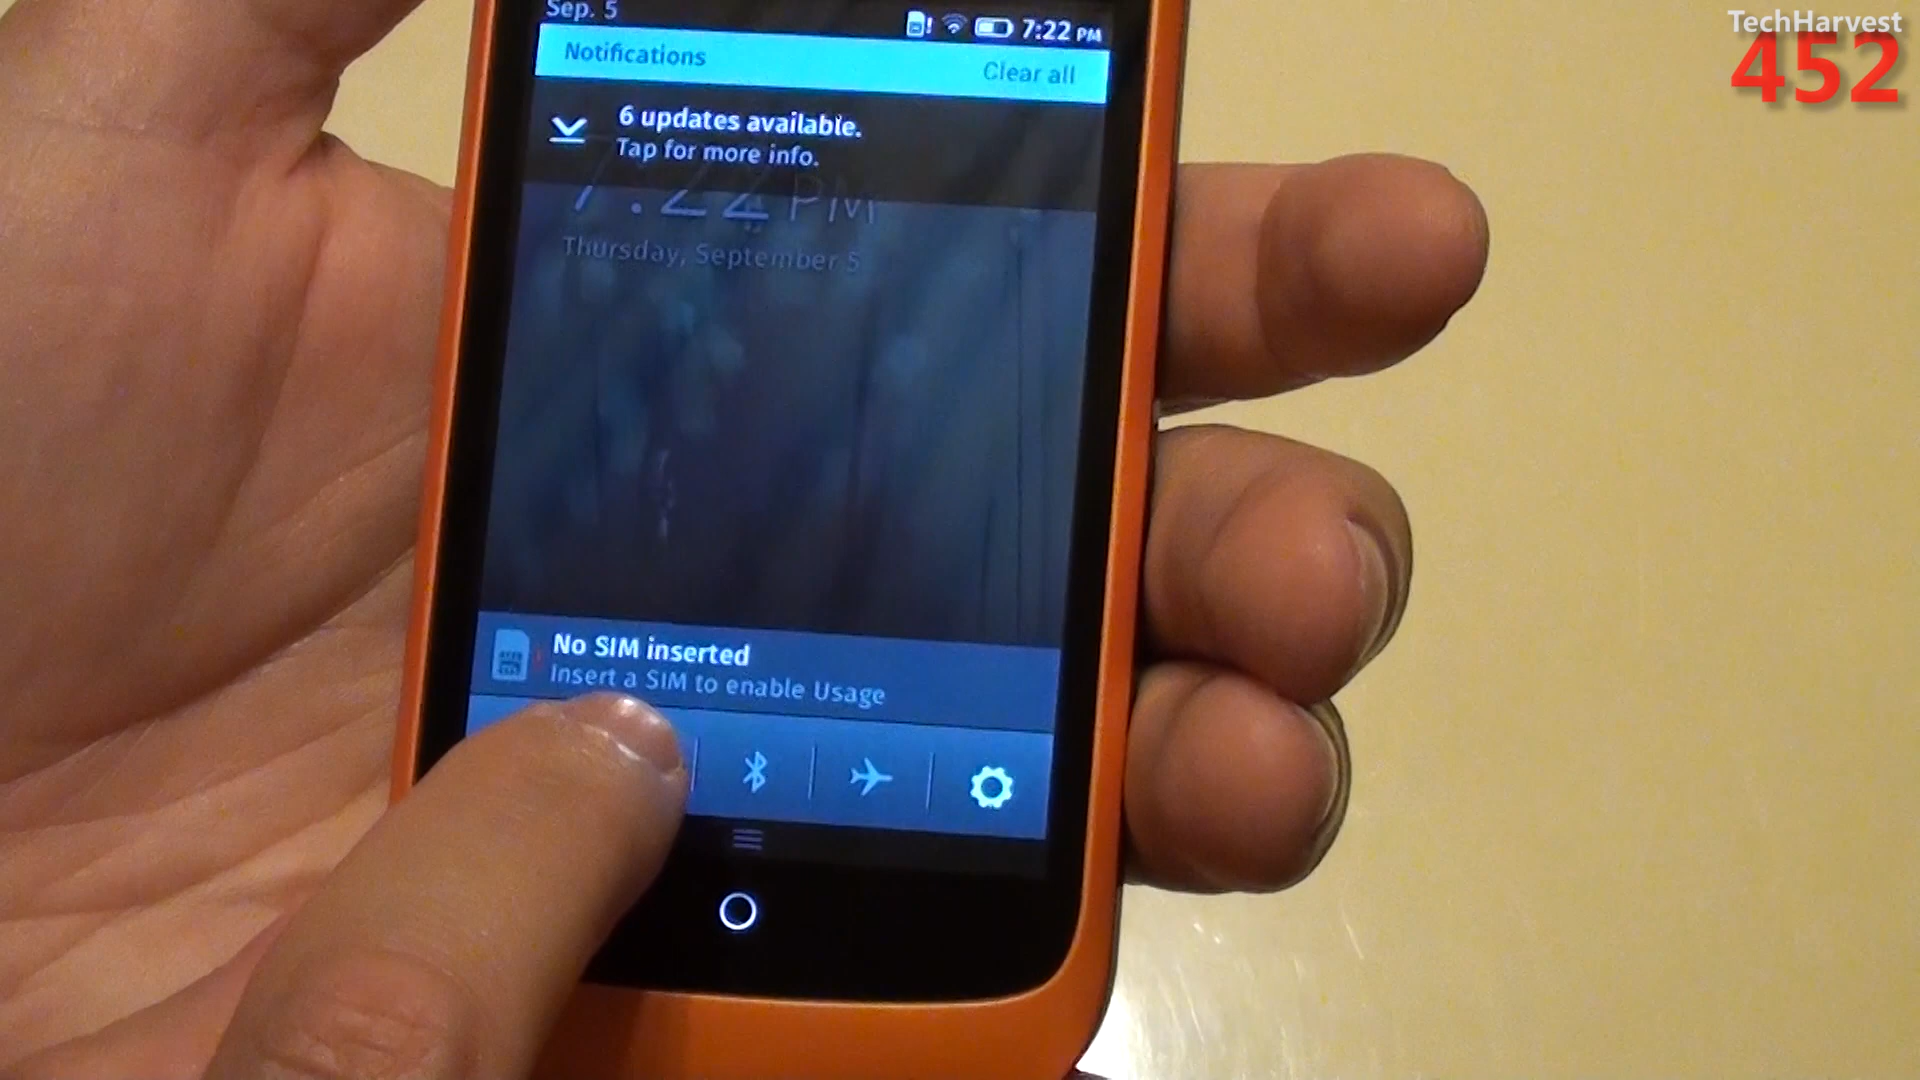 TechHarvest
452
Sep. 5
7:22 PM
Notifications
Clear all
6 updates available.
Tap for more info.
7:22 PM
Thursday, September 5
No SIM inserted
Insert a SIM to enable Usage